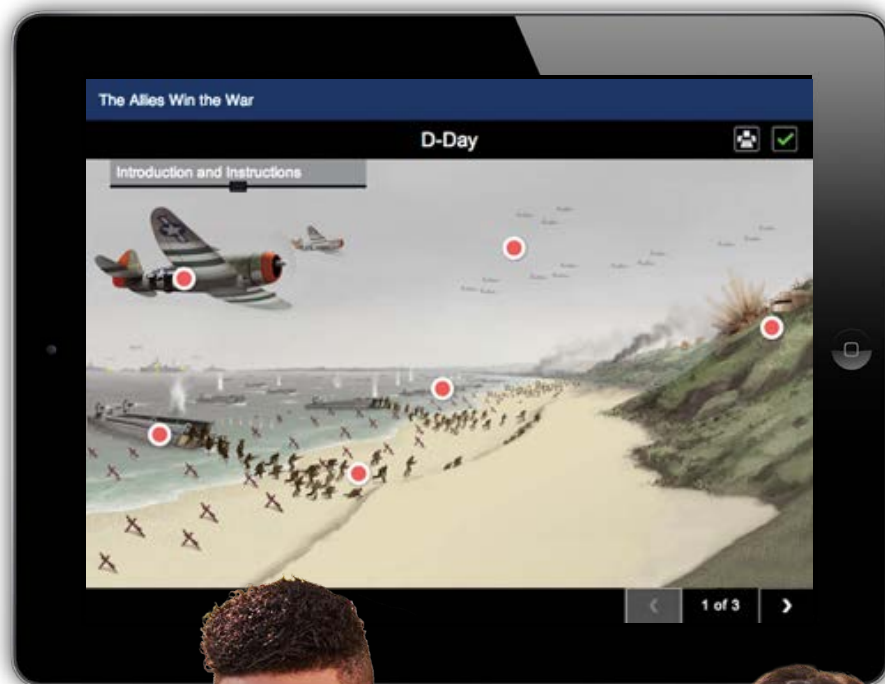 The Allies Win the War
D-Day
Introduction and Instructions
1 of 3